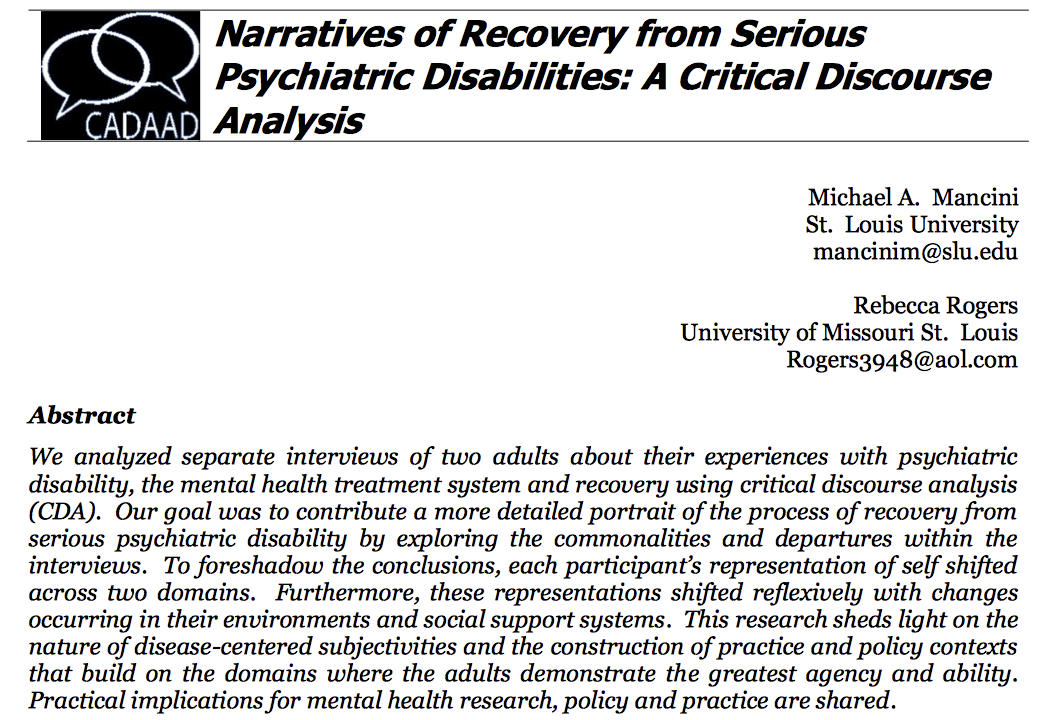 Narratives of Recovery from Serious
Psychiatric Disabilities: A Critical Discourse
Analysis
CADAAD
Michael A. Mancini
St. Louis University
mancinim@slu.edu
Rebecca Rogers
University of Missouri St. Louis
Rogers3948@aol.com
Abstract
We analyzed separate interviews of two adults about their experiences with psychiatric
disability, the mental health treatment system and recovery using critical discourse analysis
(CDA). Our goal was to contribute a more detailed portrait of the process of recovery from
serious psychiatric disability by exploring the commonalities and departures within the
interviews. To foreshadow the conclusions, each participant's representation of self shifted
across two domains. Furthermore, these representations shifted reflexively with changes
occurring in their environments and social support systems. This research sheds light on the
nature of disease-centered subjectivities and the construction of practice and policy contexts
that build on the domains where the adults demonstrate the greatest agency and ability.
Practical implications for mental health research, policy and practice are shared.